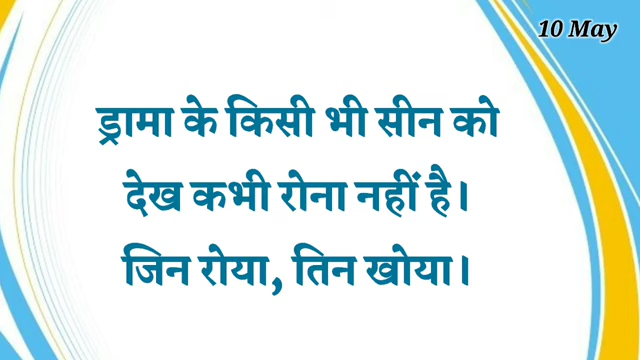 10 May
ड्रामा के किसी भी सीन को
देख कभी रोना नहीं है।
जिन रोया, तिन खोया।